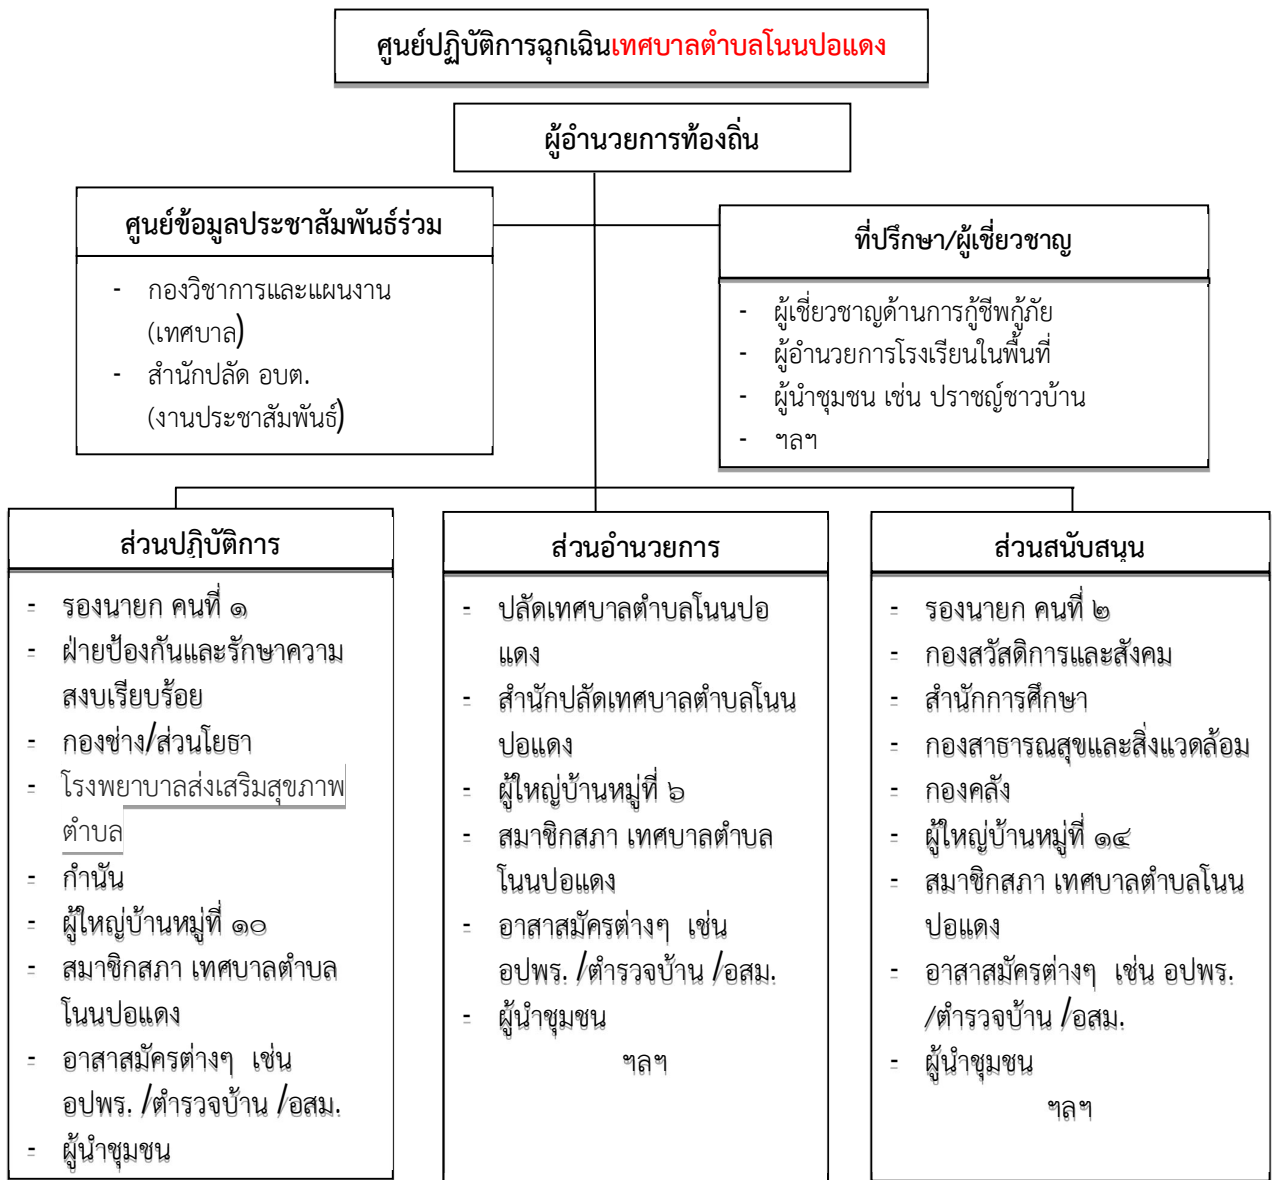 ศูนย์ปฏิบัติการฉุกเฉินเทศบาลตำบลโนนปอแดง
ผู้อำนวยการท้องถิ่น
ศูนย์ข้อมูลประชาสัมพันธ์ร่วม
- กองวิชาการและแผนงาน
(เทศบาล)
- สำนักปลัด อบต.
(งานประชาสัมพันธ์)
ที่ปรึกษา/ผู้เชี่ยวชาญ
- ผู้เชี่ยวชาญด้านการกู้ชีพกู้ภัย
- ผู้อำนวยการโรงเรียนในพื้นที่
- ผู้นำชุมชน เช่น ปราชญ์ชาวบ้าน
- ฯลฯ
ส่วนปฏิบัติการ
- รองนายก คนที่ ๑
- ฝ่ายป้องกันและรักษาความ
สงบเรียบร้อย
- กองช่าง/ส่วนโยธา
- โรงพยาบาลส่งเสริมสุขภาพ
ตำบล
- กำนัน
- ผู้ใหญ่บ้านหมู่ที่ ๑๐
- สมาชิกสภา เทศบาลตำบล
โนนปอแดง
- อาสาสมัครต่างๆ เช่น
อปพร. /ตำรวจบ้าน /อสม.
- ผู้นำชุมชน
ส่วนอำนวยการ
- ปลัดเทศบาลตำบลโนนปอ
แดง
- สำนักปลัดเทศบาลตำบลโนน
ปอแดง
- ผู้ใหญ่บ้านหมู่ที่ ๖
- สมาชิกสภา เทศบาลตำบล
โนนปอแดง
- อาสาสมัครต่างๆ เช่น
อปพร. /ตำรวจบ้าน /อสม.
- ผู้นำชุมชน
ฯลฯ
ส่วนสนับสนุน
- รองนายก คนที่ ๒
- กองสวัสดิการและสังคม
- สำนักการศึกษา
- กองสาธารณสุขและสิ่งแวดล้อม
- กองคลัง
- ผู้ใหญ่บ้านหมู่ที่ ๑๔
- สมาชิกสภา เทศบาลตำบลโนน
ปอแดง
- อาสาสมัครต่างๆ เช่น อปพร.
/ตำรวจบ้าน /อสม.
- ผู้นำชุมชน
ฯลฯ